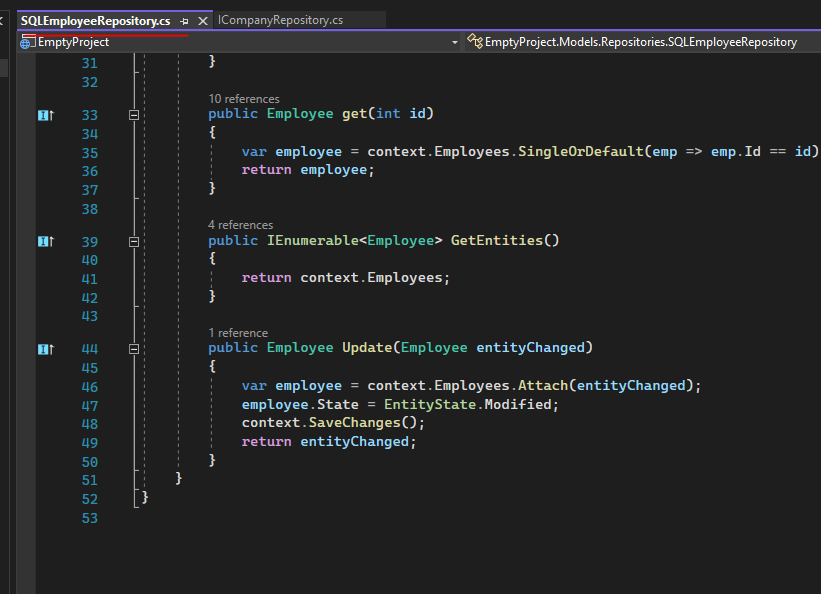 SQLEmployeeRepository.cs ICompanyRepository.cs
EmptyProject EmptyProject.Models.Repositories.SQLEmployeeRepository
31 }
32
10 references
33 public Employee get(int id)
34 {
35 var employee = context.Employees.SingleOrDefault(emp => emp.Id == id)
36 return employee;
37 }
38
4 references
39 public IEnumerable<Employee> GetEntities()
40 {
41 return context.Employees;
42 }
43
1 reference
44 public Employee Update(Employee entityChanged)
45 {
46 var employee = context.Employees.Attach(entityChanged);
47 employee.State = EntityState.Modified;
48 context.SaveChanges();
49 return entityChanged;
50 }
51 }
52 }
53